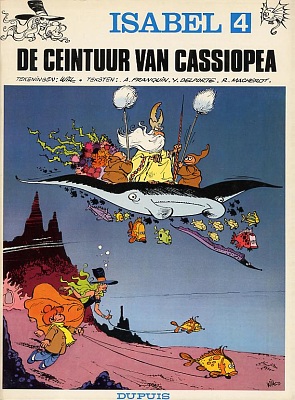 ISABEL 4
DE CEINTUUR VAN CASSIOPEA
TEKENINGEN: WILL + TEKSTEN: A. FRANQUIN, Y. DELPORTE, R. MACHEROT
WILL
DUPUIS